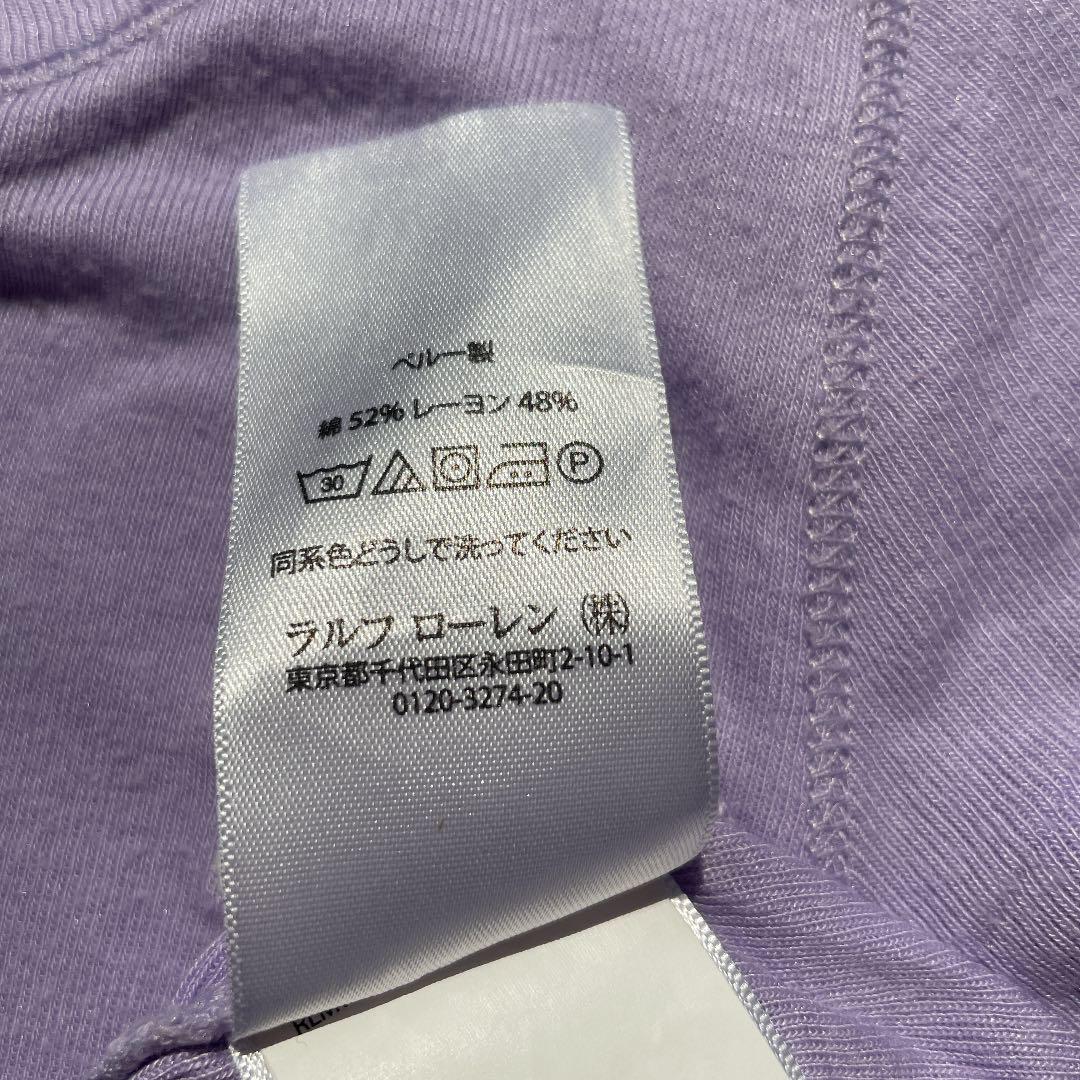 ペルー製
綿 52% レーヨン 48%
30 P
同系色どうしで洗ってください
ラルフ ローレン (株)
東京都千代田区永田町2-10-1
0120-3274-20